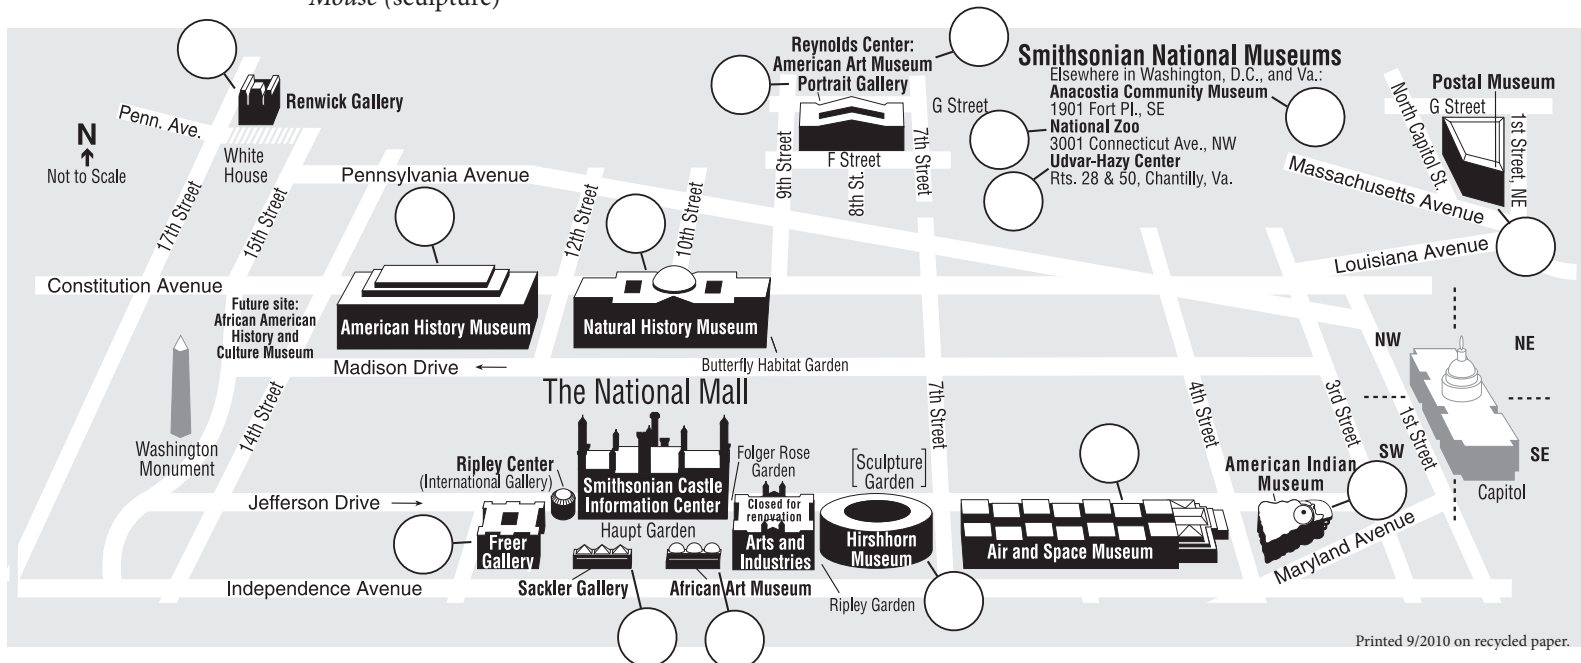 Mouse (sculpture)
Reynolds Center:
American Art Museum
Portrait Gallery
Smithsonian National Museums
Elsewhere in Washington, D.C., and Va.:
Anacostia Community Museum
1901 Fort Pl., SE
National Zoo
3001 Connecticut Ave., NW
Udvar-Hazy Center
Rts. 28 & 50, Chantilly, Va.
Postal Museum
G Street
North Capitol St.
1st Street, NE
Massachusetts Avenue
Louisiana Avenue
Renwick Gallery
Penn. Ave.
N
Not to Scale
White
House
Pennsylvania Avenue
17th Street
15th Street
12th Street
10th Street
9th Street
8th St.
7th Street
F Street
G Street
Constitution Avenue
Future site:
African American
History and
Culture Museum
American History Museum
Natural History Museum
Butterfly Habitat Garden
Madison Drive
The National Mall
14th Street
7th Street
4th Street
3rd Street
1st Street
NW
NE
SW
SE
Capitol
Washington
Monument
Ripley Center
(International Gallery)
Smithsonian Castle
Information Center
Folger Rose
Garden
Sculpture
Garden
American Indian
Museum
Jefferson Drive
Freer
Gallery
Haupt Garden
Closed for
renovation
Arts and
Industries
Hirshhorn
Museum
Air and Space Museum
Maryland Avenue
Independence Avenue
Sackler Gallery
African Art Museum
Ripley Garden
Printed 9/2010 on recycled paper.